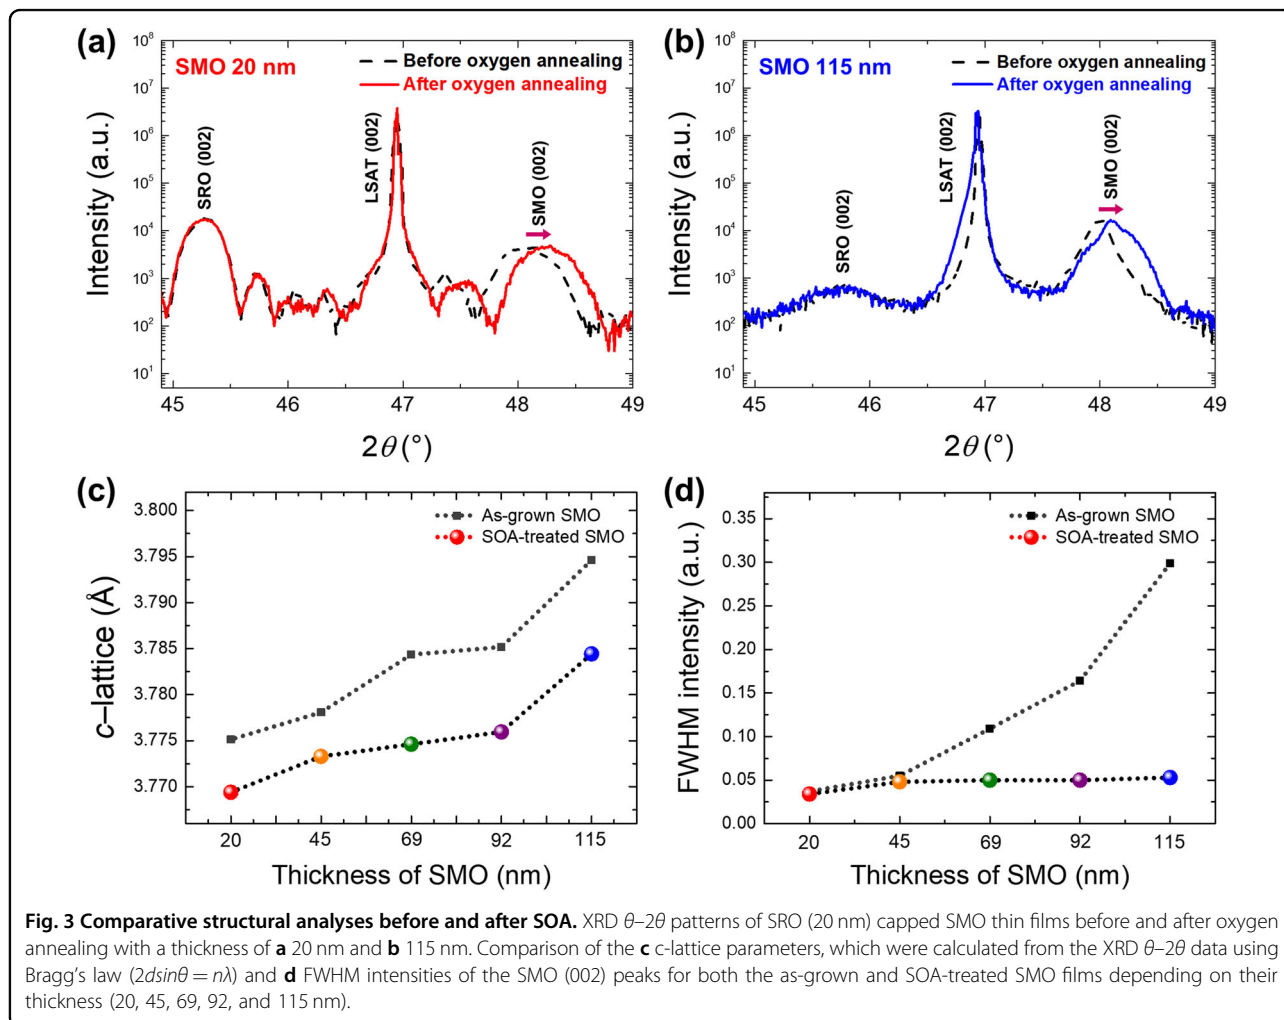 (a)
SMO 20 nm
Before oxygen annealing
After oxygen annealing
SRO (002)
LSAT (002)
SMO (002)
Intensity (a.u.)
10⁸
10⁷
10⁶
10⁵
10⁴
10³
10²
10¹
45 46 47 48 49
2θ (°)
(b)
SMO 115 nm
Before oxygen annealing
After oxygen annealing
SRO (002)
LSAT (002)
SMO (002)
Intensity (a.u.)
10⁸
10⁷
10⁶
10⁵
10⁴
10³
10²
10¹
45 46 47 48 49
2θ (°)
(c)
As-grown SMO
SOA-treated SMO
c–lattice (Å)
3.800
3.795
3.790
3.785
3.780
3.775
3.770
20 45 69 92 115
Thickness of SMO (nm)
(d)
As-grown SMO
SOA-treated SMO
FWHM intensity (a.u.)
0.35
0.30
0.25
0.20
0.15
0.10
0.05
0.00
20 45 69 92 115
Thickness of SMO (nm)
Fig. 3 Comparative structural analyses before and after SOA. XRD θ–2θ patterns of SRO (20 nm) capped SMO thin films before and after oxygen
annealing with a thickness of a 20 nm and b 115 nm. Comparison of the c c-lattice parameters, which were calculated from the XRD θ–2θ data using
Bragg's law (2dsinθ = nλ) and d FWHM intensities of the SMO (002) peaks for both the as-grown and SOA-treated SMO films depending on their
thickness (20, 45, 69, 92, and 115 nm).